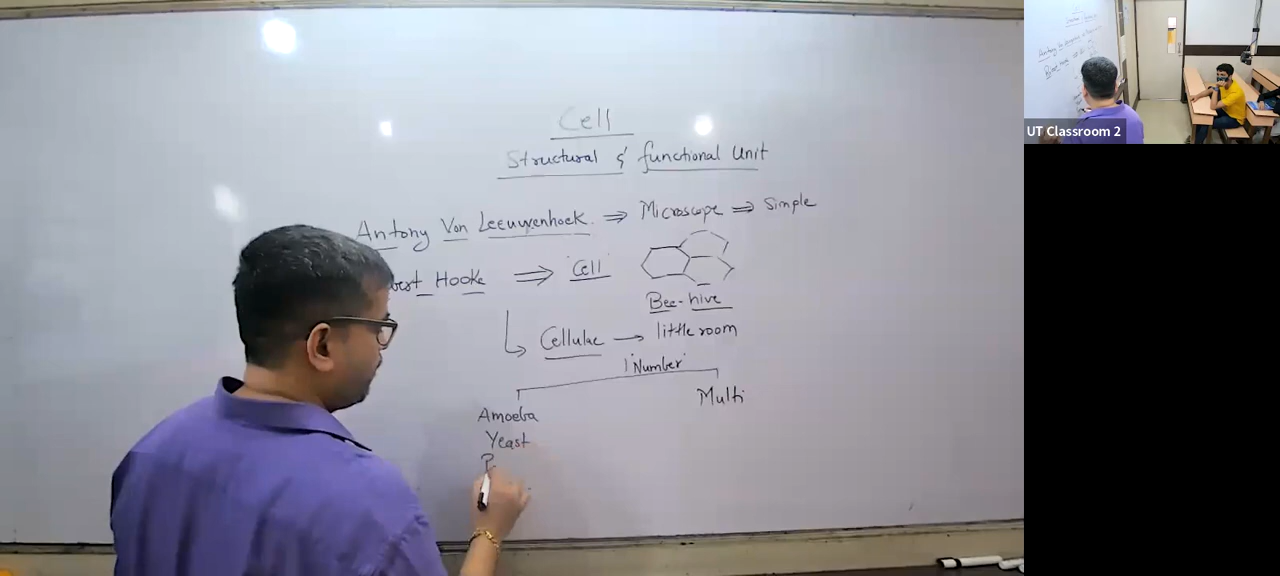 Cell
Structural & functional Unit
Antony Von Leeuwenhoek ⇒ Microscope ⇒ Simple
Hooke ⇒ 'Cell'
Bee-hive
Cellulae → little room
'Number'
Multi
Amoeba
Yeast
P
UT Classroom 2